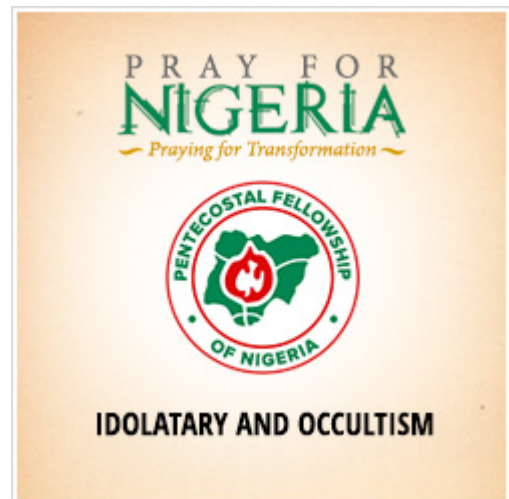 PRAY FOR
NIGERIA
Praying for Transformation
PENTECOSTAL FELLOWSHIP
OF NIGERIA
IDOLATARY AND OCCULTISM